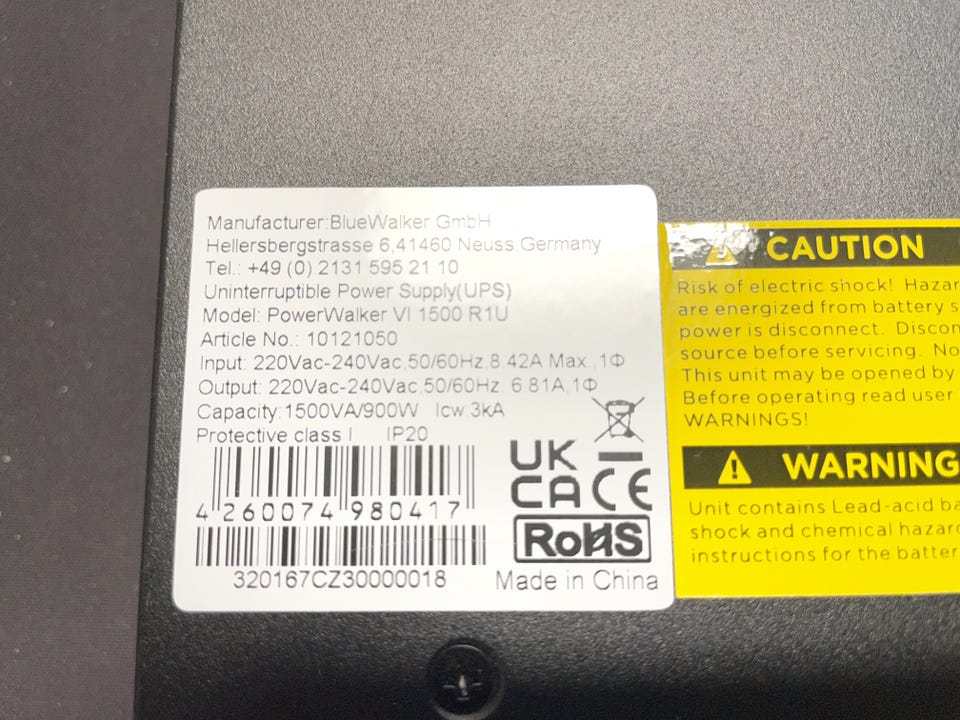 Manufacturer:BlueWalker GmbH
Hellersbergstrasse 6,41460 Neuss,Germany
Tel.: +49 (0) 2131 595 21 10
Uninterruptible Power Supply(UPS)
Model: PowerWalker VI 1500 R1U
Article No.: 10121050
Input: 220Vac-240Vac,50/60Hz,8.42A Max.,1Φ
Output: 220Vac-240Vac,50/60Hz, 6.81A,1Φ
Capacity:1500VA/900W Icw:3kA
Protective class I IP20
4 260074 980417
320167CZ30000018
UK
CA CE
RoHS
Made in China
CAUTION
Risk of electric shock! Hazar
are energized from battery s
power is disconnect. Discon
source before servicing. No
This unit may be opened by
Before operating read user
WARNINGS!
WARNING
Unit contains Lead-acid ba
shock and chemical hazard
instructions for the batter